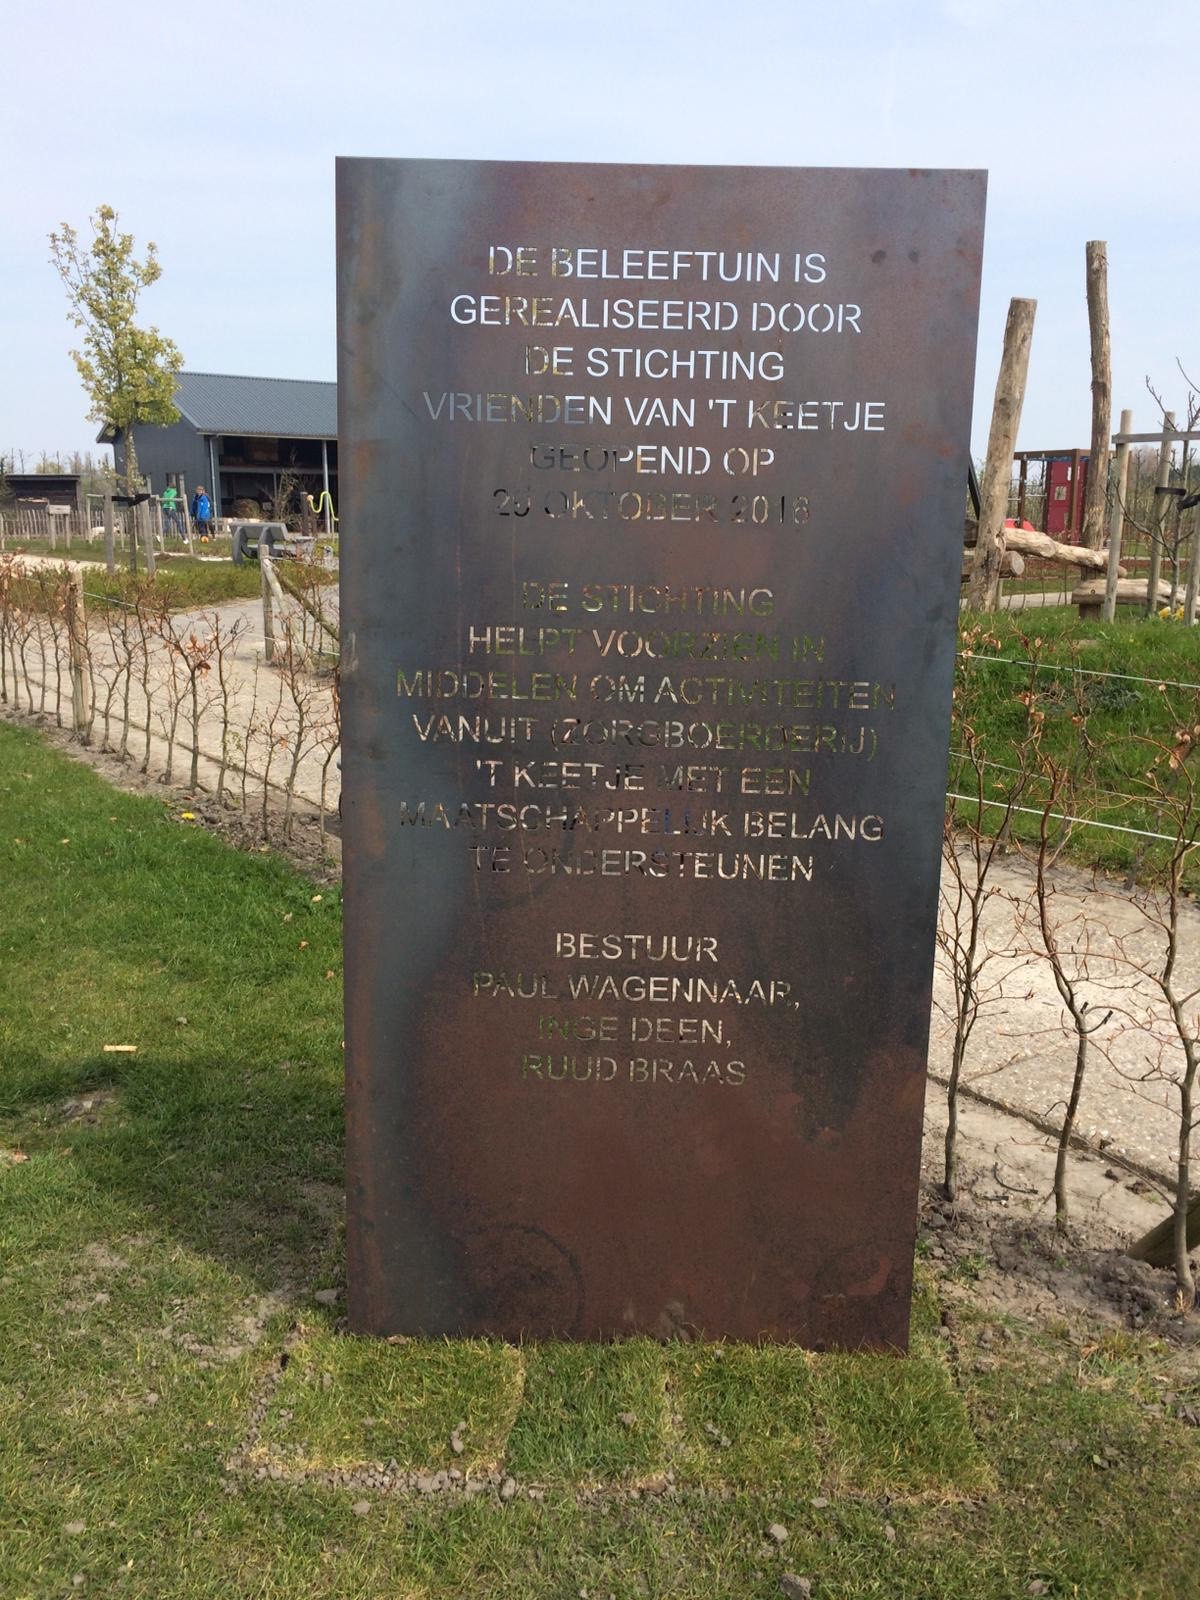 DE BELEEFTUIN IS
GEREALISEERD DOOR
DE STICHTING
VRIENDEN VAN 'T KEETJE
GEOPEND OP
29 OKTOBER 2016
DE STICHTING
HELPT VOORZIEN IN
MIDDELEN OM ACTIVITEITEN
VANUIT (ZORGBOERDERIJ)
'T KEETJE MET EEN
MAATSCHAPPELIJK BELANG
TE ONDERSTEUNEN
BESTUUR
PAUL WAGENNAAR,
INGE DEEN,
RUUD BRAAS